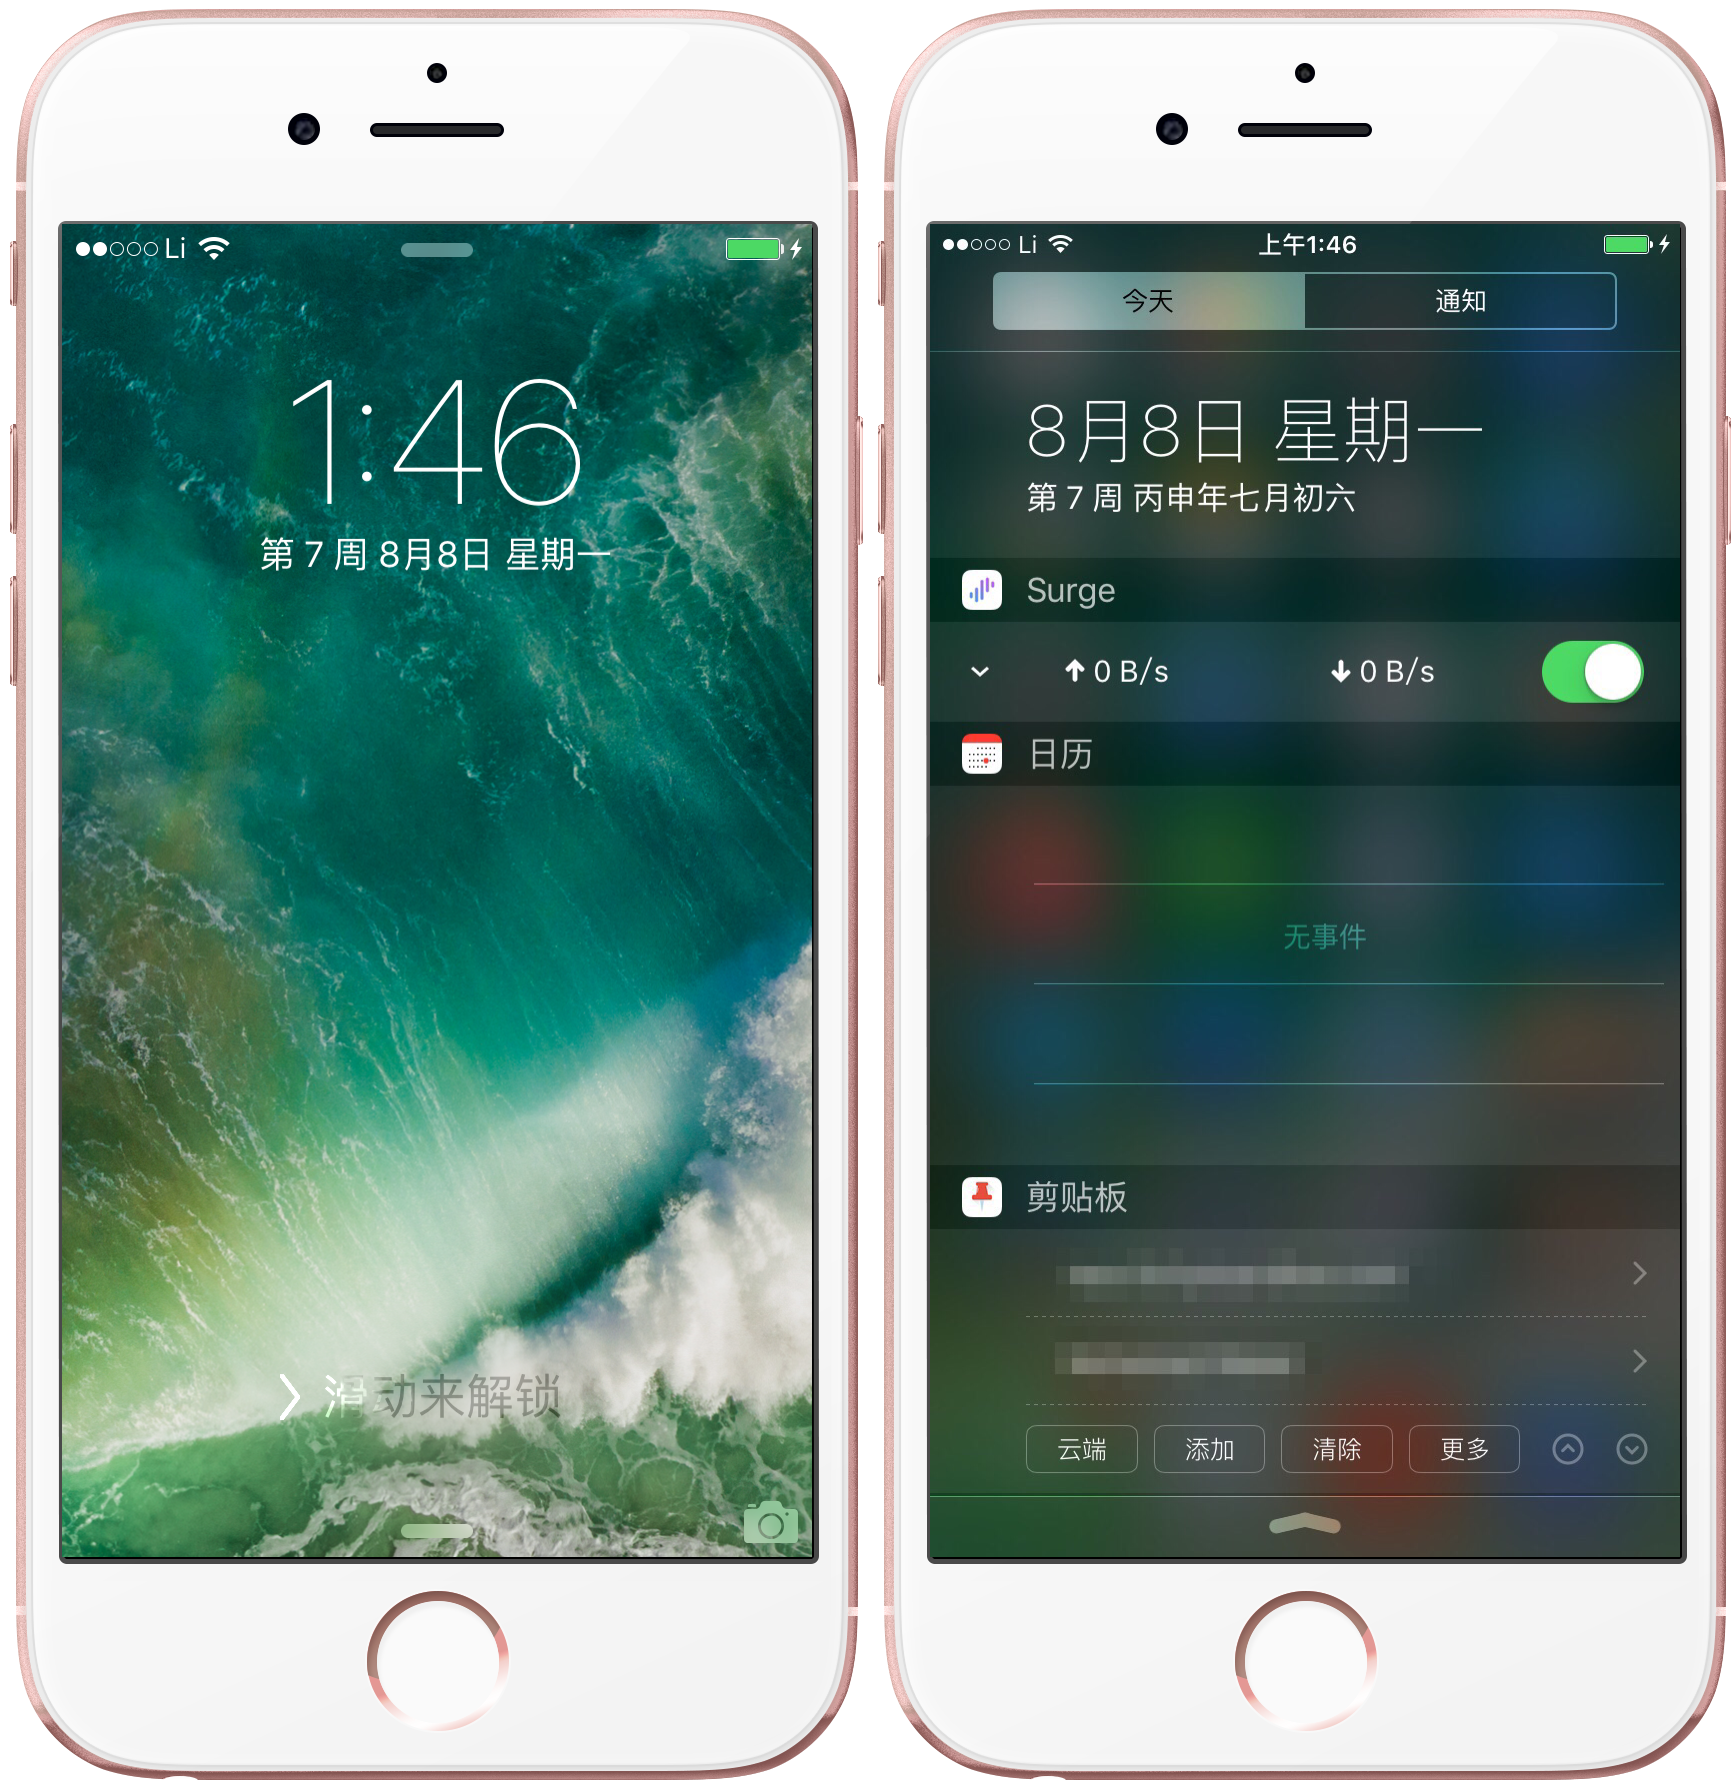 Li
1:46
第 7 周 8月8日 星期一
滑动来解锁
Li 上午1:46
今天 通知
8月8日 星期一
第 7 周 丙申年七月初六
Surge
0 B/s 0 B/s
日历
无事件
剪贴板
云端 添加 清除 更多